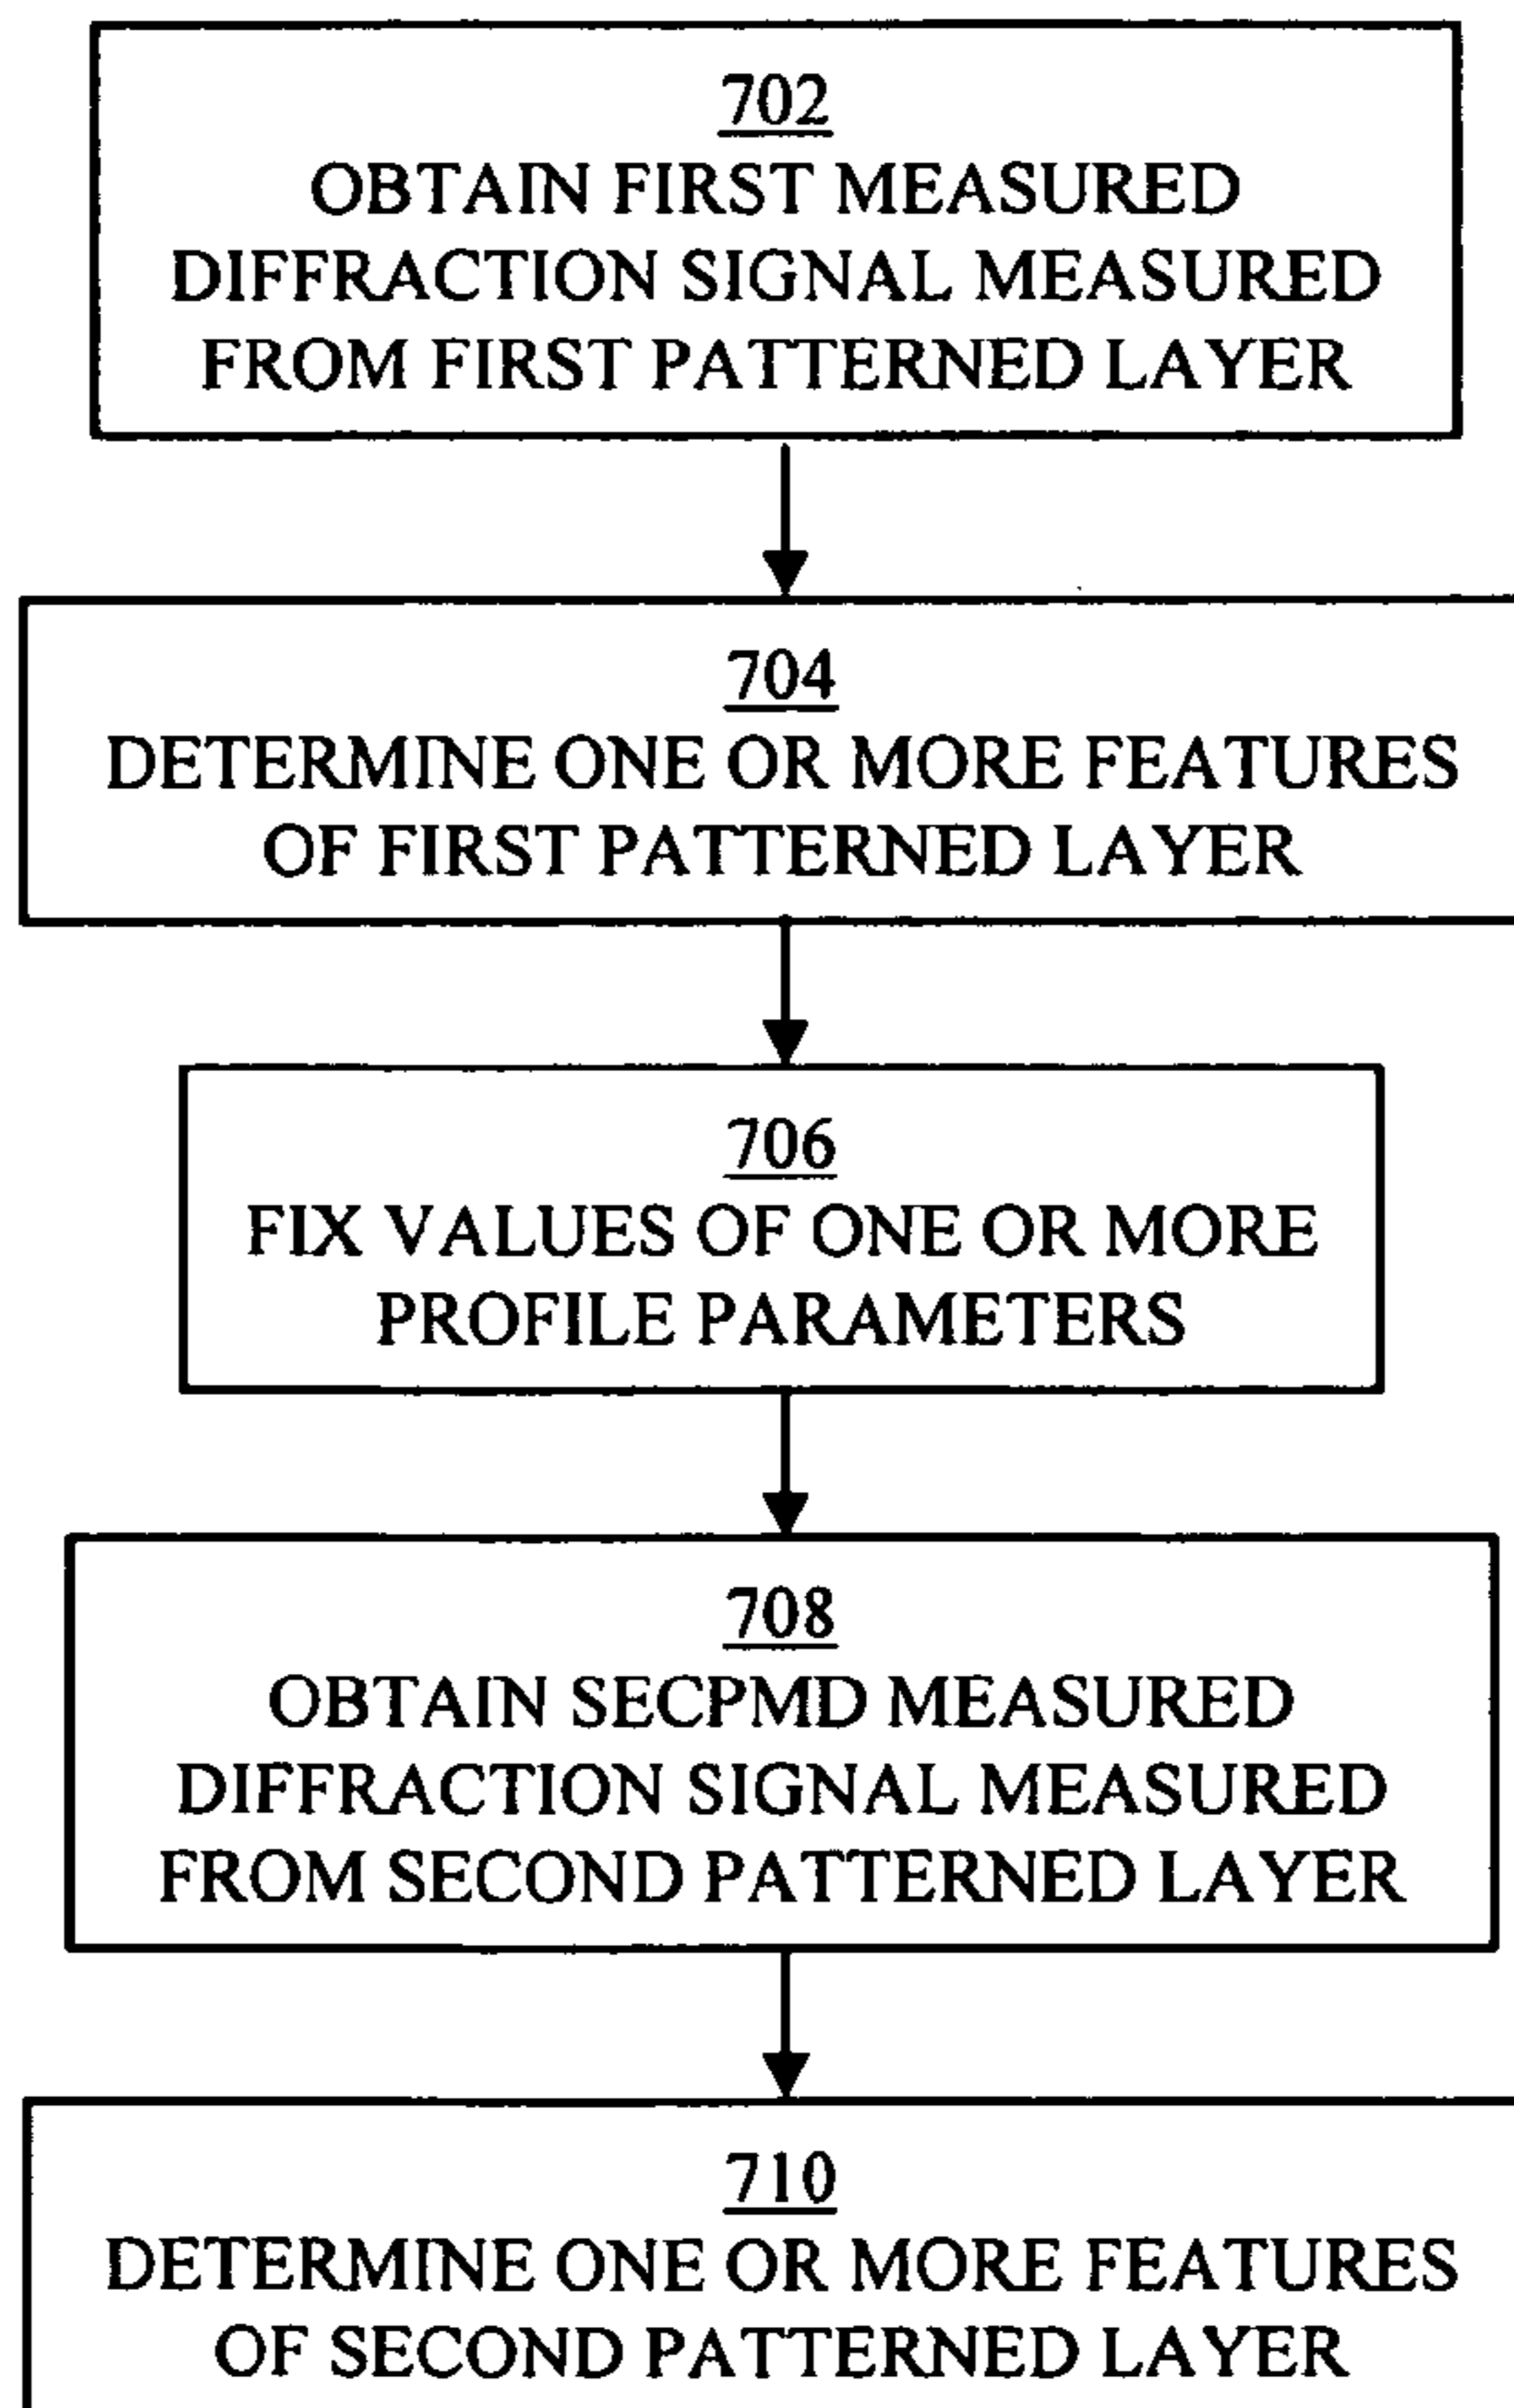 702
OBTAIN FIRST MEASURED
DIFFRACTION SIGNAL MEASURED
FROM FIRST PATTERNED LAYER
704
DETERMINE ONE OR MORE FEATURES
OF FIRST PATTERNED LAYER
706
FIX VALUES OF ONE OR MORE
PROFILE PARAMETERS
708
OBTAIN SECPMD MEASURED
DIFFRACTION SIGNAL MEASURED
FROM SECOND PATTERNED LAYER
710
DETERMINE ONE OR MORE FEATURES
OF SECOND PATTERNED LAYER